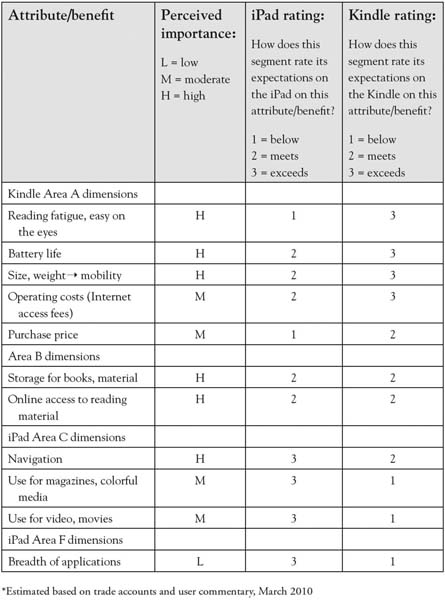 Attribute/benefit Perceived importance: iPad rating: Kindle rating:
L = low
M = moderate
H = high
How does this segment rate its expectations on the iPad on this attribute/benefit?
1 = below
2 = meets
3 = exceeds
How does this segment rate its expectations on the Kindle on this attribute/benefit?
1 = below
2 = meets
3 = exceeds
Kindle Area A dimensions
Reading fatigue, easy on the eyes H 1 3
Battery life H 2 3
Size, weight→ mobility H 2 3
Operating costs (Internet access fees) M 2 3
Purchase price M 1 2
Area B dimensions
Storage for books, material H 2 2
Online access to reading material H 2 2
iPad Area C dimensions
Navigation H 3 2
Use for magazines, colorful media M 3 1
Use for video, movies M 3 1
iPad Area F dimensions
Breadth of applications L 3 1
*Estimated based on trade accounts and user commentary, March 2010